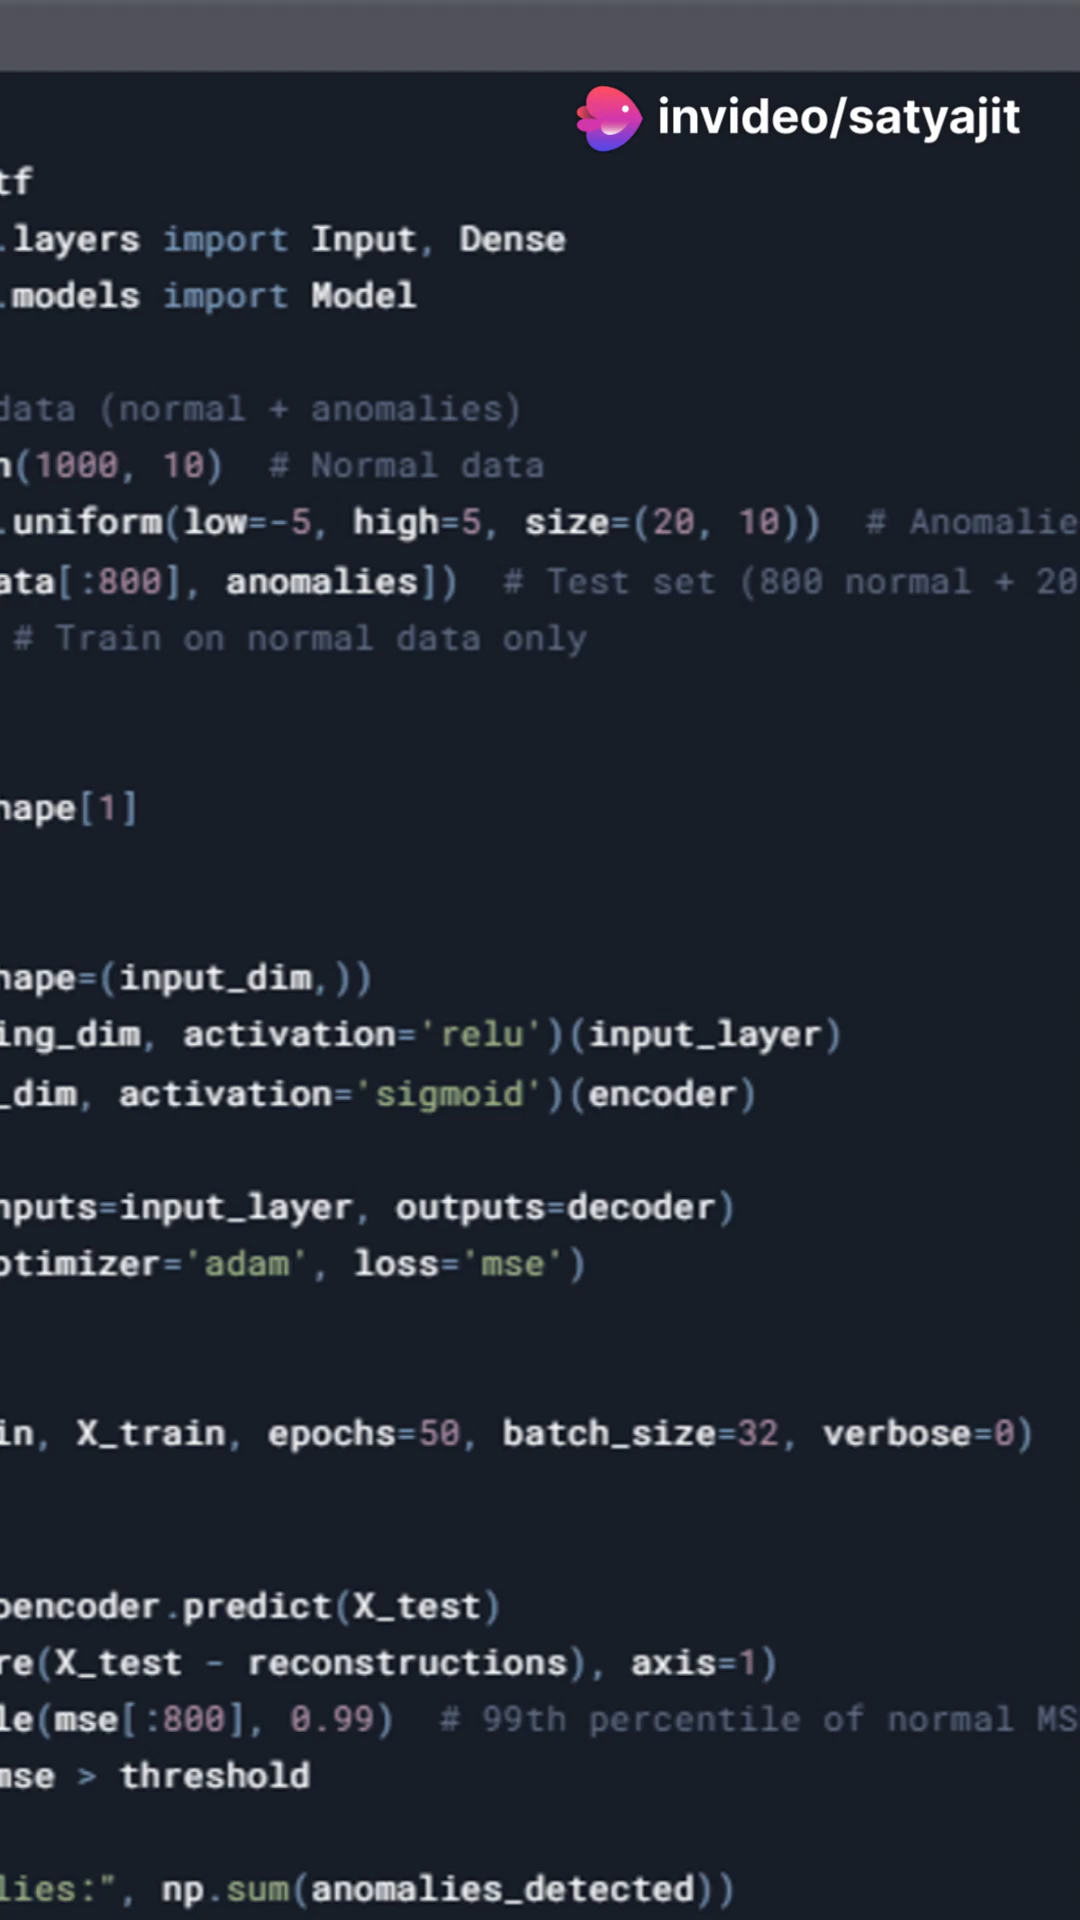 invideo/satyajit
tf
.layers import Input, Dense
.models import Model
data (normal + anomalies)
n(1000, 10)  # Normal data
.uniform(low=-5, high=5, size=(20, 10))  # Anomalie
ata[:800], anomalies])  # Test set (800 normal + 20
# Train on normal data only
hape[1]
hape=(input_dim,))
ing_dim, activation='relu')(input_layer)
_dim, activation='sigmoid')(encoder)
nputs=input_layer, outputs=decoder)
ptimizer='adam', loss='mse')
in, X_train, epochs=50, batch_size=32, verbose=0)
oencoder.predict(X_test)
re(X_test - reconstructions), axis=1)
le(mse[:800], 0.99)  # 99th percentile of normal MS
mse > threshold
lies:", np.sum(anomalies_detected))